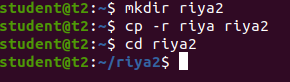 student@t2:~$ mkdir riya2
student@t2:~$ cp -r riya riya2
student@t2:~$ cd riya2
student@t2:~/riya2$